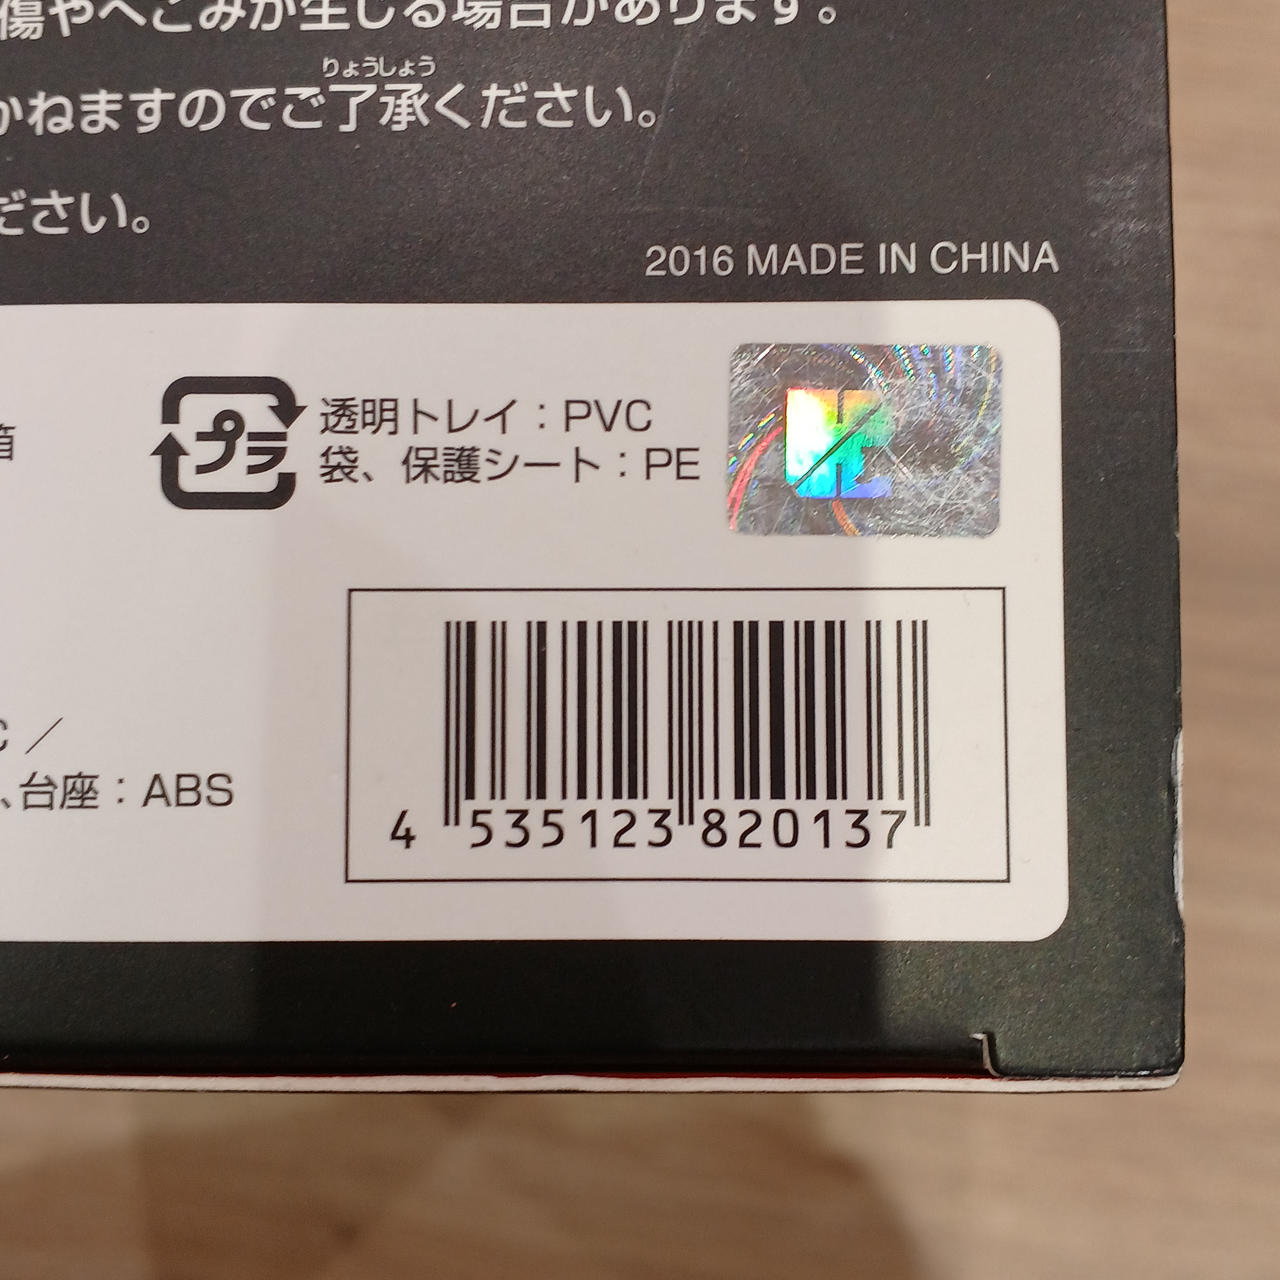 傷やへこみが生じる場合があります。
りょうしょう
かねますのでご了承ください。
ださい。
2016 MADE IN CHINA
箱
プラ
透明トレイ：PVC
袋、保護シート：PE
C ／
、台座：ABS
4 535123 820137